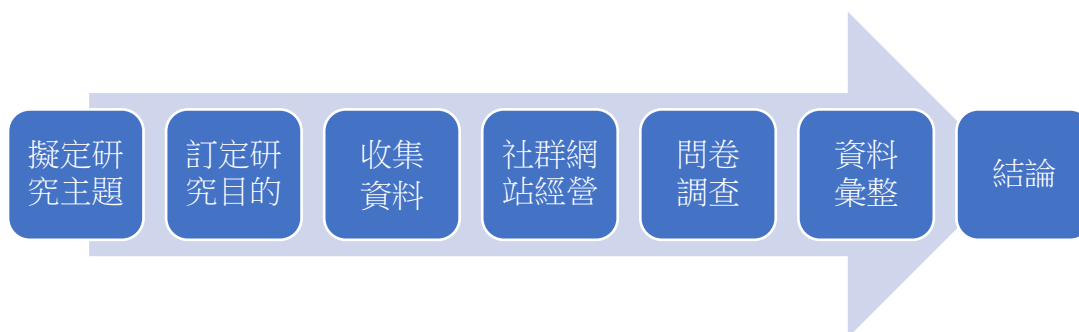 擬定研
究主題
訂定研
究目的
收集
資料
社群網
站經營
問卷
調查
資料
彙整
結論